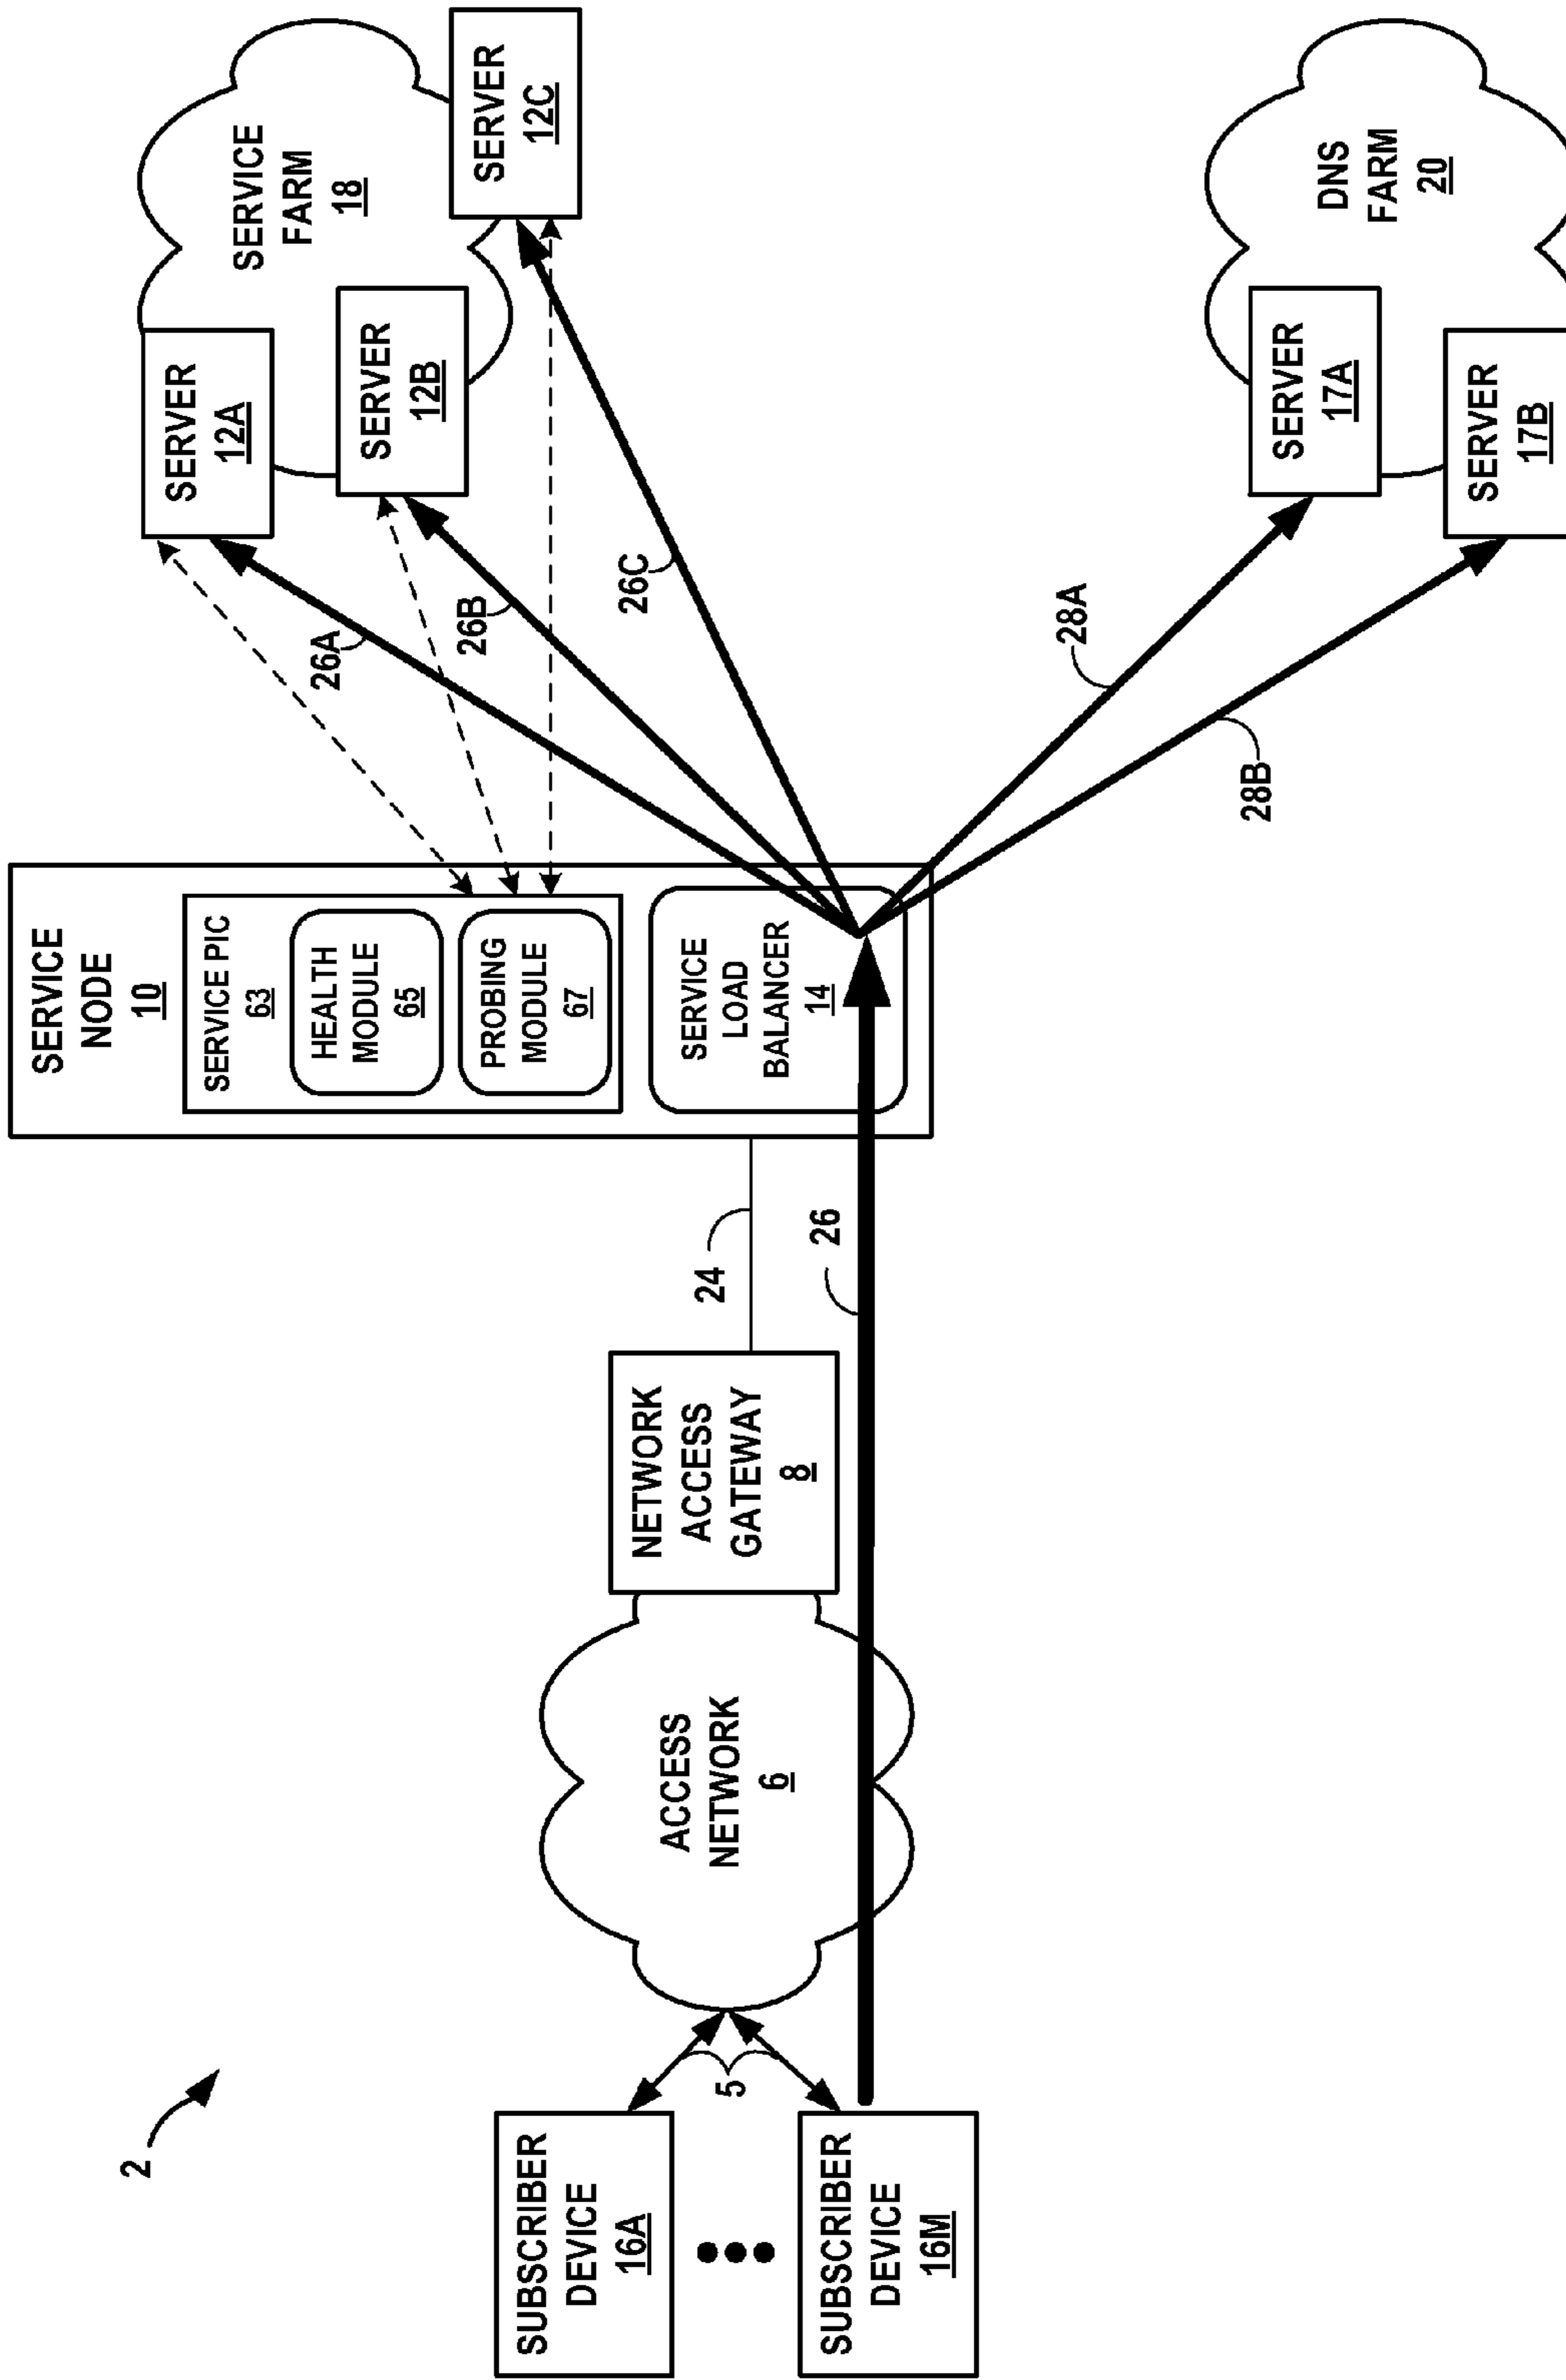 2
SUBSCRIBER
DEVICE
16A
SUBSCRIBER
DEVICE
16M
5
ACCESS
NETWORK
6
NETWORK
ACCESS
GATEWAY
8
24
26
SERVICE
NODE
10
SERVICE PIC
63
HEALTH
MODULE
65
PROBING
MODULE
67
SERVICE
LOAD
BALANCER
14
26A
26B
26C
28A
28B
SERVICE
FARM
18
SERVER
12A
SERVER
12B
SERVER
12C
DNS
FARM
20
SERVER
17A
SERVER
17B